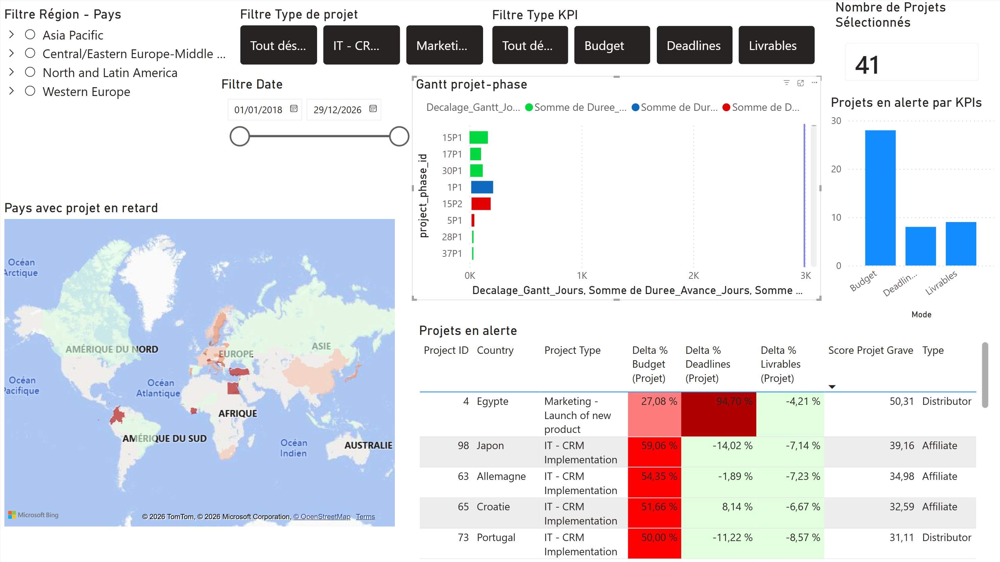 Filtre Région - Pays
Asia Pacific
Central/Eastern Europe-Middle ...
North and Latin America
Western Europe
Filtre Type de projet
Tout dés...
IT - CR...
Marketi...
Filtre Type KPI
Tout dé...
Budget
Deadlines
Livrables
Nombre de Projets
Sélectionnés
41
Filtre Date
01/01/2018
29/12/2026
Gantt projet-phase
Decalage_Gantt_Jo... Somme de Duree_... Somme de Dur... Somme de D...
project_phase_id
15P1
17P1
30P1
1P1
15P2
5P1
28P1
37P1
0K 1K 2K 3K
Decalage_Gantt_Jours, Somme de Duree_Avance_Jours, Somme ...
Projets en alerte par KPIs
30
20
10
0
Budget
Deadlin...
Livrables
Mode
Pays avec projet en retard
Océan
Arctique
AMÉRIQUE DU NORD
EUROPE
ASIE
Océan
Pacifique
Océan
Atlantique
AFRIQUE
AMÉRIQUE DU SUD
Océan
Indien
AUSTRALIE
Microsoft Bing
© 2026 TomTom, © 2026 Microsoft Corporation, © OpenStreetMap Terms
Projets en alerte
Project ID Country Project Type Delta % Budget (Projet) Delta % Deadlines (Projet) Delta % Livrables (Projet) Score Projet Grave Type
4 Egypte Marketing - Launch of new product 27,08 % 94,70 % -4,21 % 50,31 Distributor
98 Japon IT - CRM Implementation 59,06 % -14,02 % -7,14 % 39,16 Affiliate
63 Allemagne IT - CRM Implementation 54,35 % -1,89 % -7,23 % 34,98 Affiliate
65 Croatie IT - CRM Implementation 51,66 % 8,14 % -6,67 % 32,59 Affiliate
73 Portugal IT - CRM Implementation 50,00 % -11,22 % -8,57 % 31,11 Distributor